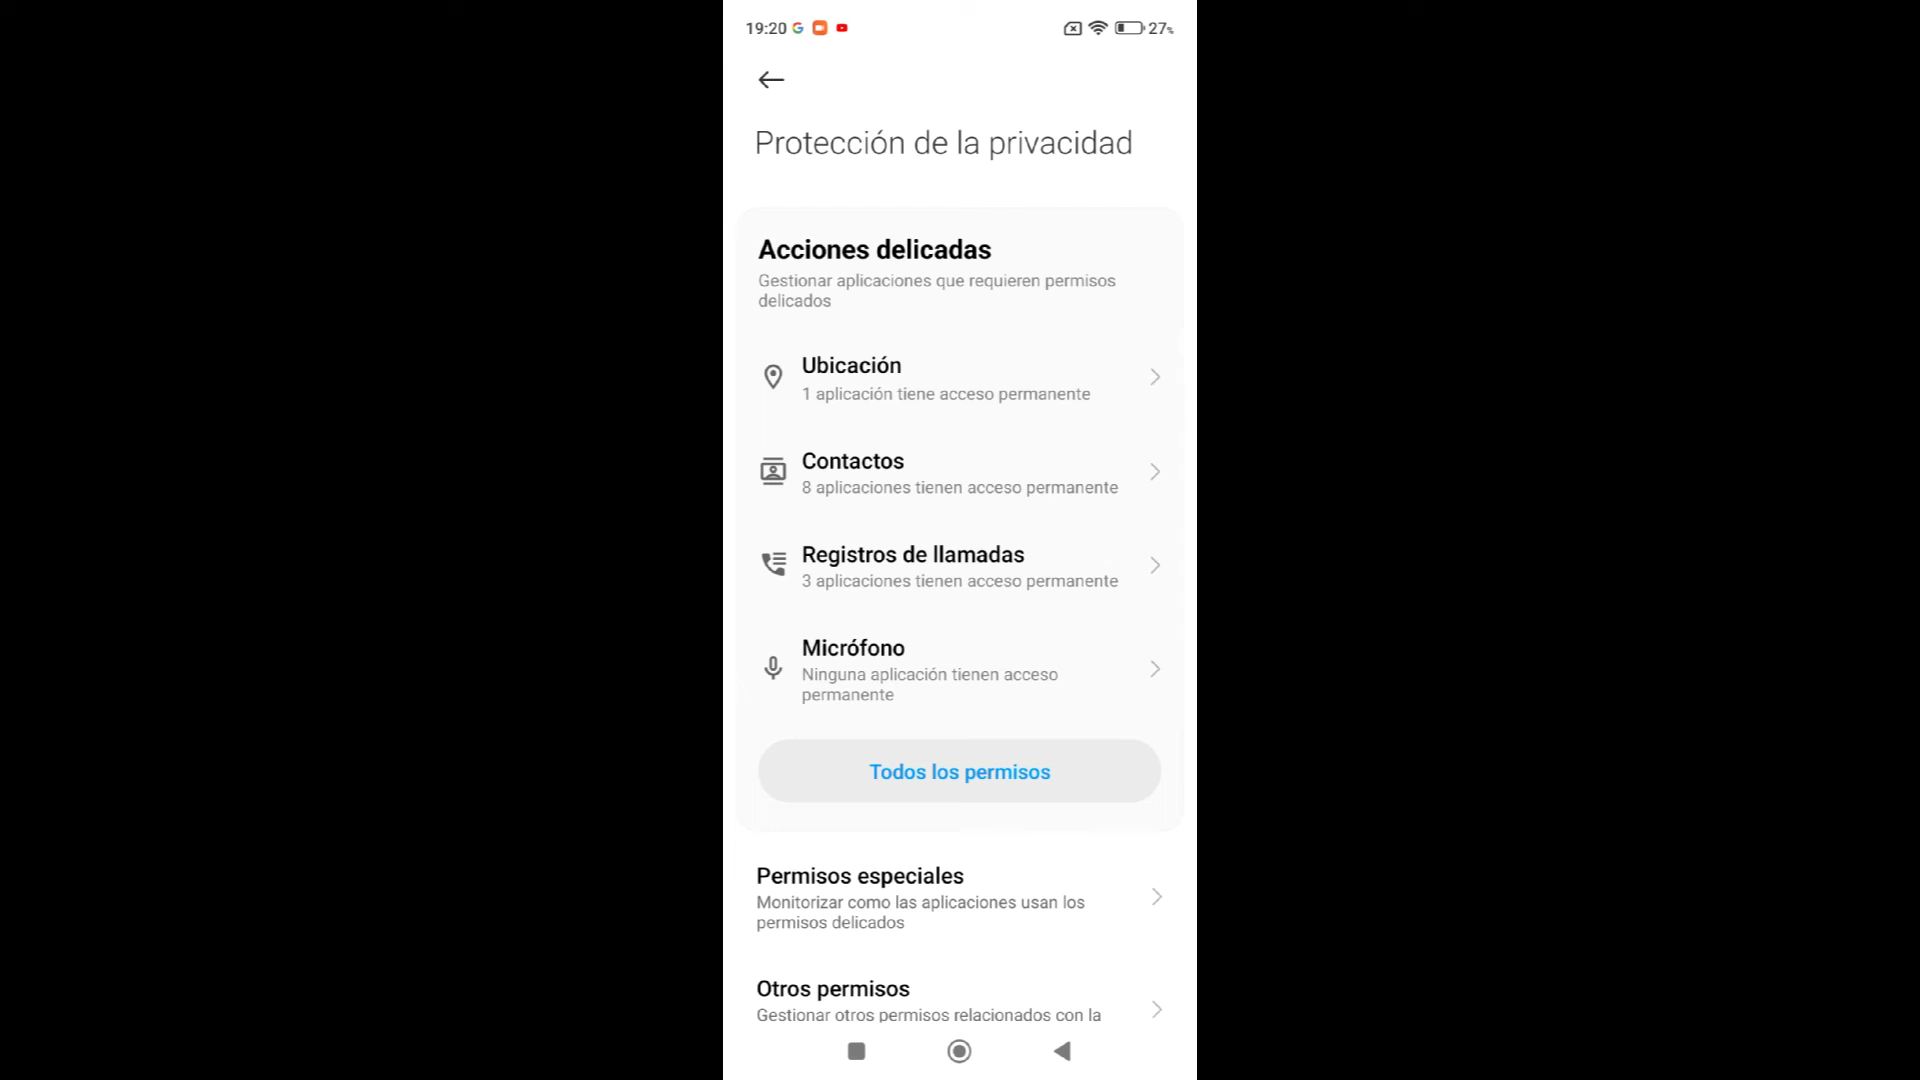 19:20
27%
Protección de la privacidad
Acciones delicadas
Gestionar aplicaciones que requieren permisos
delicados
Ubicación
1 aplicación tiene acceso permanente
Contactos
8 aplicaciones tienen acceso permanente
Registros de llamadas
3 aplicaciones tienen acceso permanente
Micrófono
Ninguna aplicación tienen acceso
permanente
Todos los permisos
Permisos especiales
Monitorizar como las aplicaciones usan los
permisos delicados
Otros permisos
Gestionar otros permisos relacionados con la